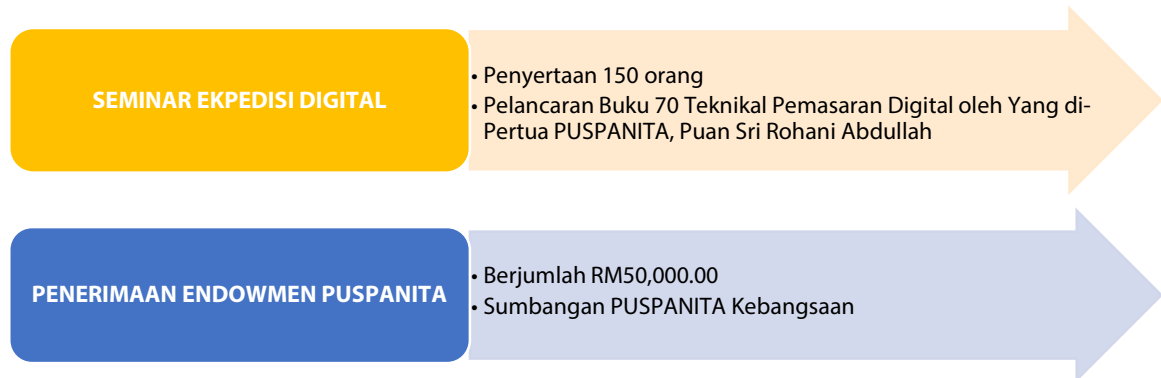 SEMINAR EKPEDISI DIGITAL
• Penyertaan 150 orang
• Pelancaran Buku 70 Teknikal Pemasaran Digital oleh Yang di-
Pertua PUSPANITA, Puan Sri Rohani Abdullah
PENERIMAAN ENDOWMEN PUSPANITA
• Berjumlah RM50,000.00
• Sumbangan PUSPANITA Kebangsaan